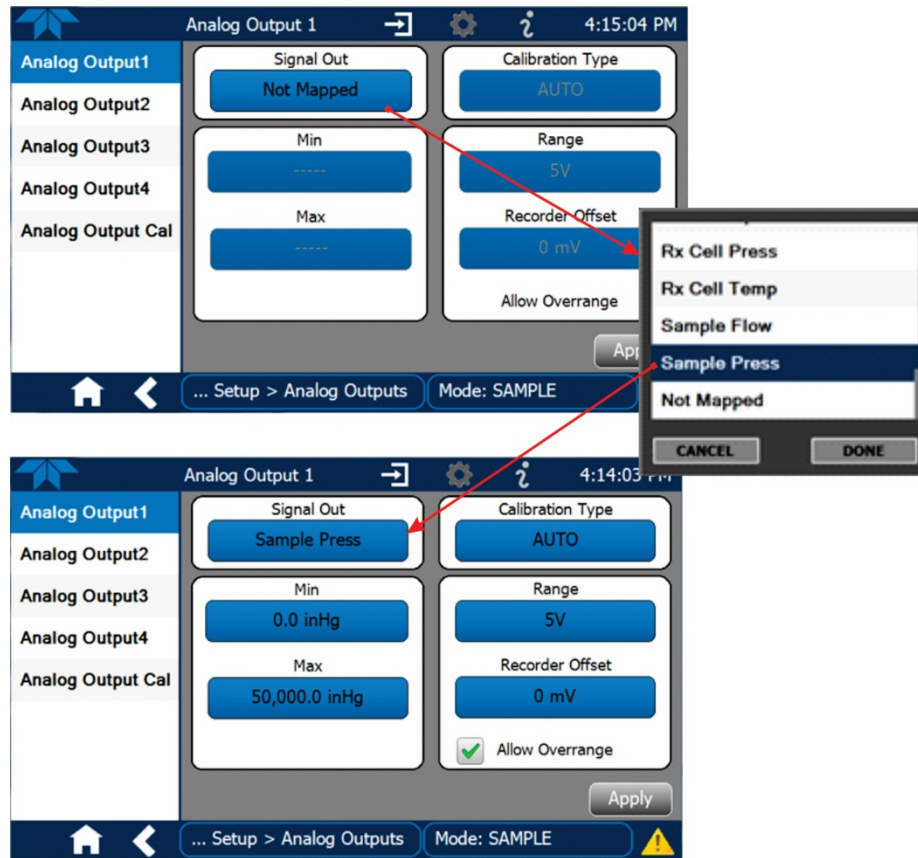 Analog Output 1 4:15:04 PM
Analog Output1
Analog Output2
Analog Output3
Analog Output4
Analog Output Cal
Signal Out
Not Mapped
Min
-----
Max
-----
Calibration Type
AUTO
Range
5V
Recorder Offset
0 mV
Allow Overrange
... Setup > Analog Outputs
Mode: SAMPLE
Rx Cell Press
Rx Cell Temp
Sample Flow
Sample Press
Not Mapped
CANCEL DONE
Analog Output 1 4:14:03 PM
Analog Output1
Analog Output2
Analog Output3
Analog Output4
Analog Output Cal
Signal Out
Sample Press
Min
0.0 inHg
Max
50,000.0 inHg
Calibration Type
AUTO
Range
5V
Recorder Offset
0 mV
Allow Overrange
Apply
... Setup > Analog Outputs
Mode: SAMPLE